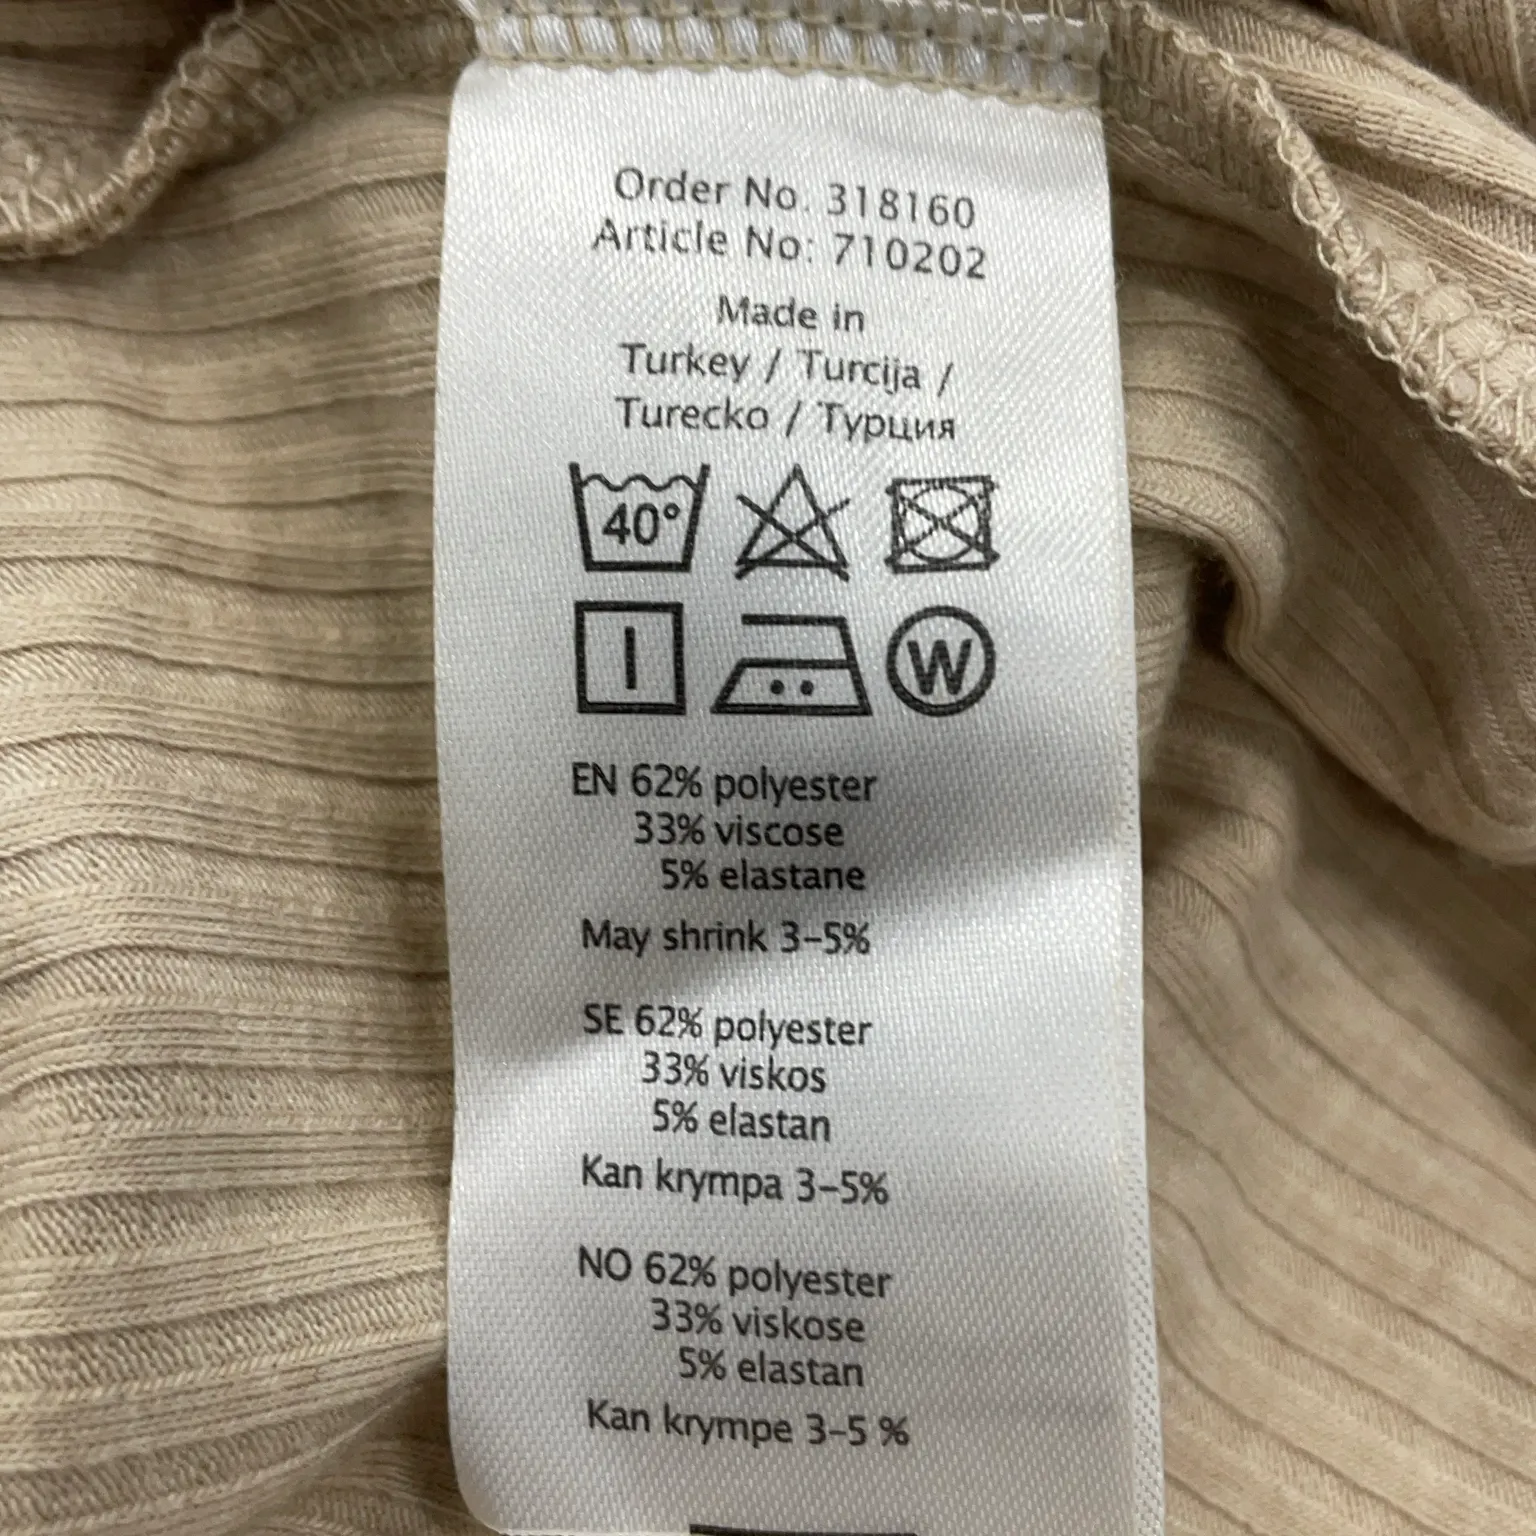 Order No. 318160
Article No: 710202
Made in
Turkey / Turcija /
Turecko / Турция
40°
W
EN 62% polyester
33% viscose
5% elastane
May shrink 3-5%
SE 62% polyester
33% viskos
5% elastan
Kan krympa 3-5%
NO 62% polyester
33% viskose
5% elastan
Kan krympe 3-5 %